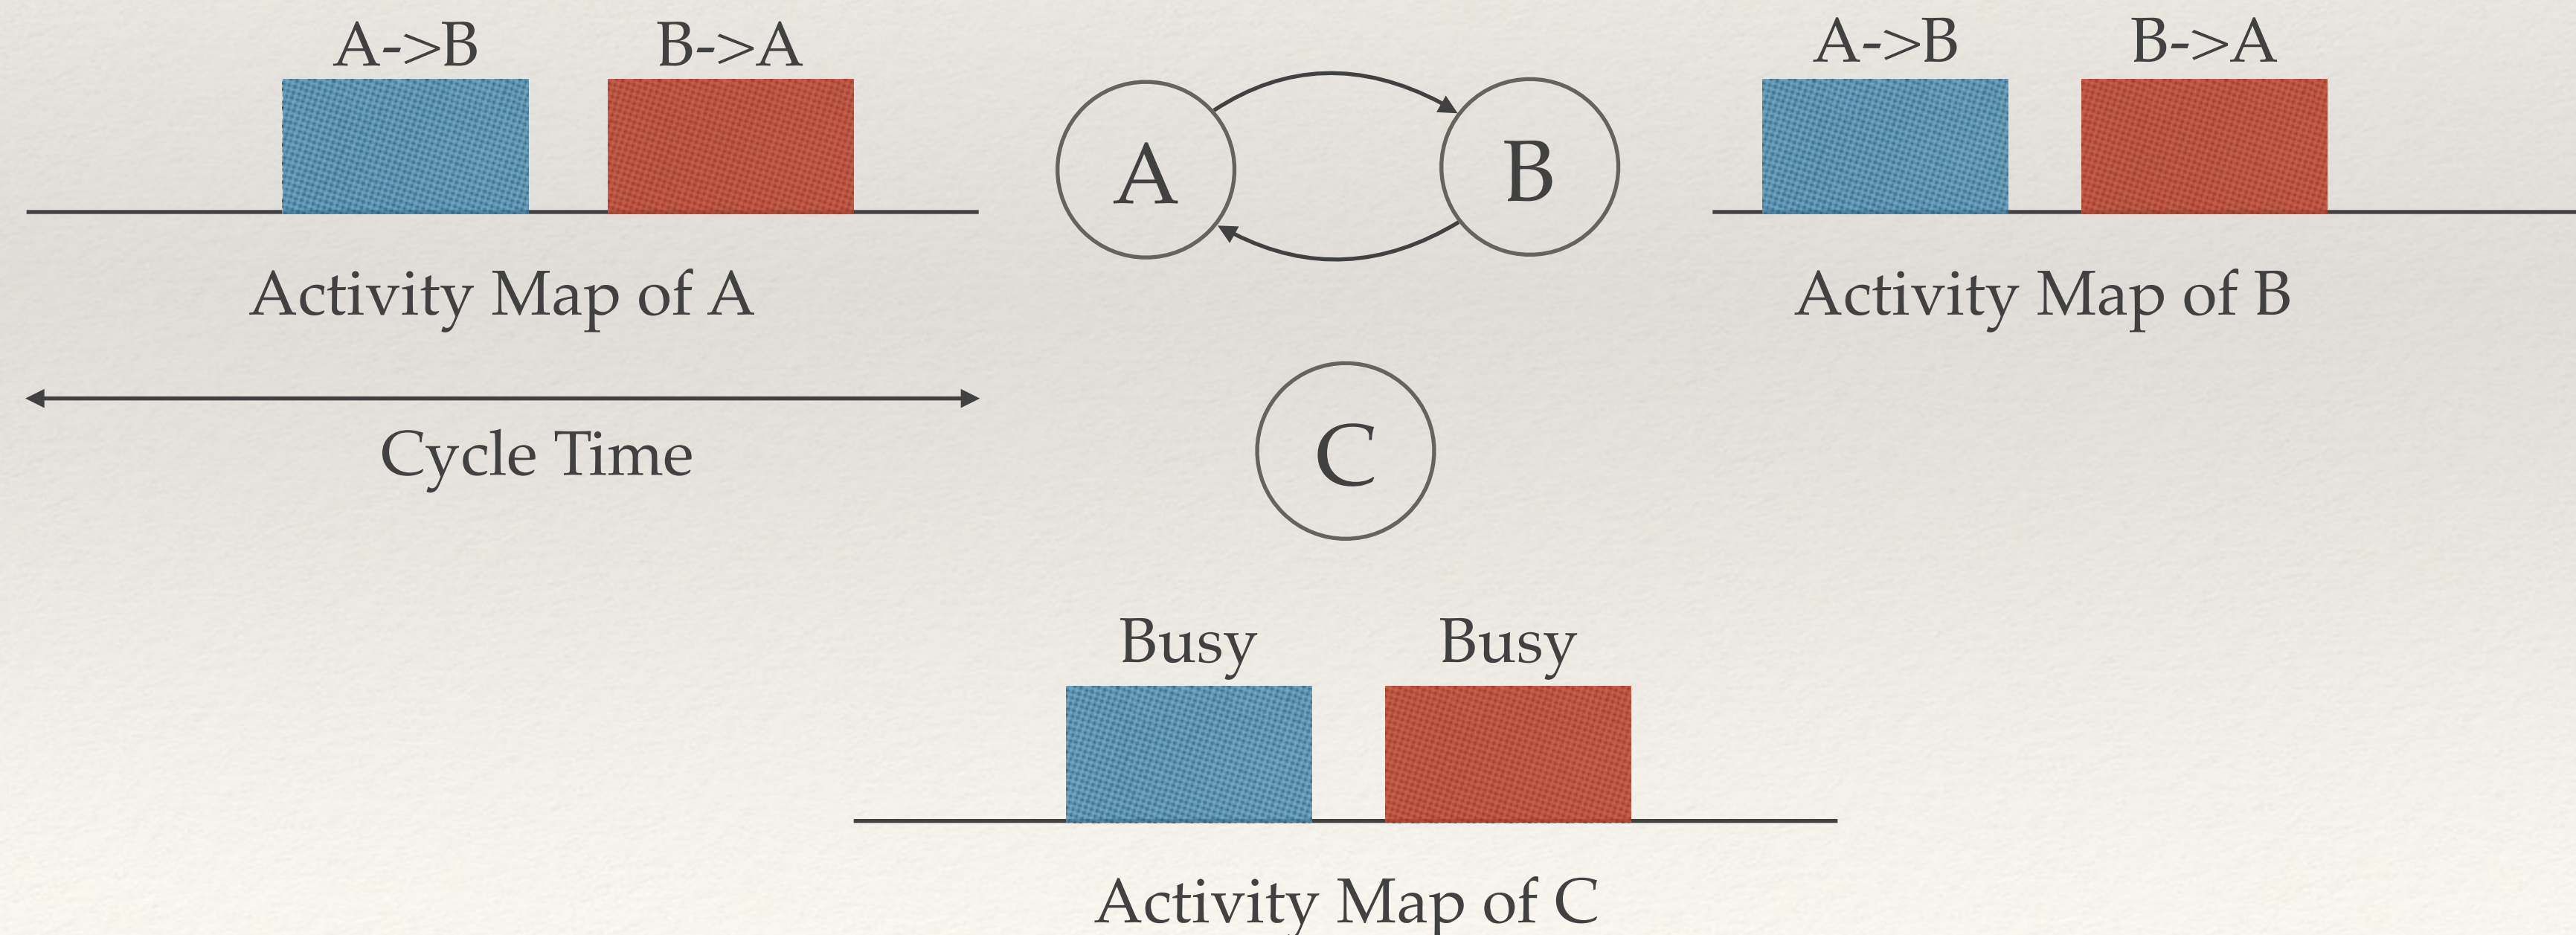 A->B
B->A
A
B
A->B
B->A
Activity Map of A
Activity Map of B
Cycle Time
C
Busy
Busy
Activity Map of C